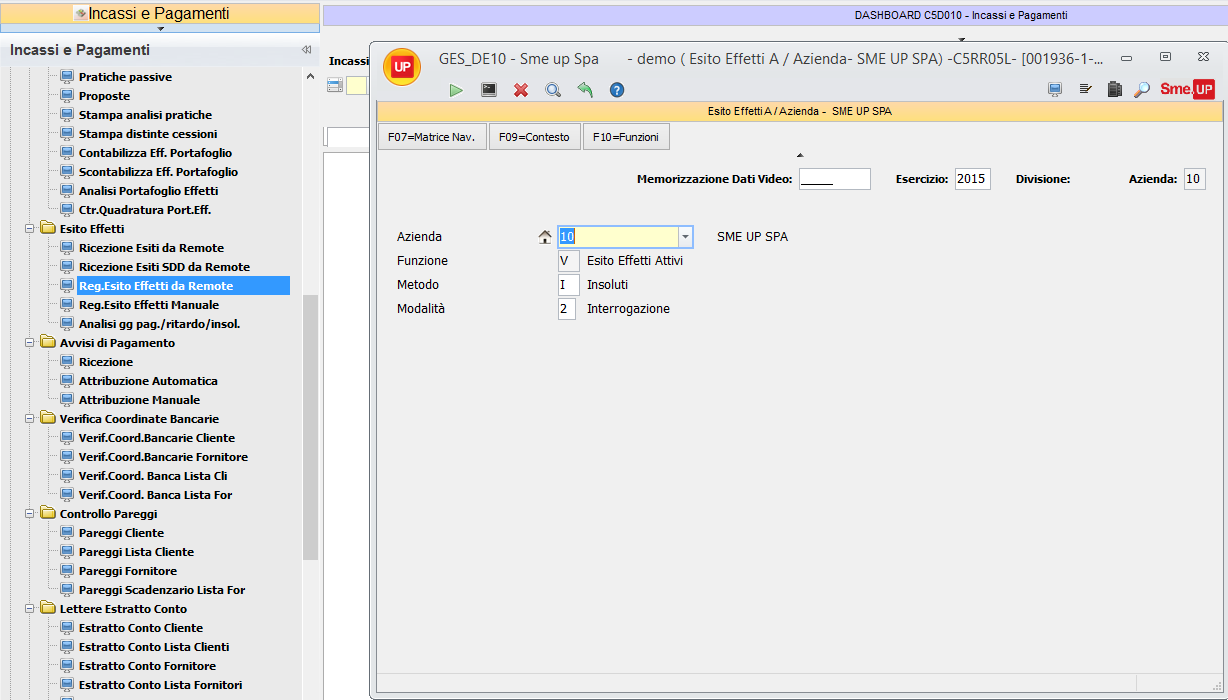 Incassi e Pagamenti
DASHBOARD C5D010 - Incassi e Pagamenti
Incassi e Pagamenti
Pratiche passive
Proposte
Stampa analisi pratiche
Stampa distinte cessioni
Contabilizza Eff. Portafoglio
Scontabilizza Eff. Portafoglio
Analisi Portafoglio Effetti
Ctr.Quadratura Port.Eff.
Esito Effetti
Ricezione Esiti da Remote
Ricezione Esiti SDD da Remote
Reg.Esito Effetti da Remote
Reg.Esito Effetti Manuale
Analisi gg pag./ritardo/insol.
Avvisi di Pagamento
Ricezione
Attribuzione Automatica
Attribuzione Manuale
Verifica Coordinate Bancarie
Verif.Coord.Bancarie Cliente
Verif.Coord.Bancarie Fornitore
Verif.Coord. Banca Lista Cli
Verif.Coord. Banca Lista For
Controllo Pareggi
Pareggi Cliente
Pareggi Lista Cliente
Pareggi Fornitore
Pareggi Scadenzario Lista For
Lettere Estratto Conto
Estratto Conto Cliente
Estratto Conto Lista Clienti
Estratto Conto Fornitore
Estratto Conto Lista Fornitori
Incassi
UP
GES_DE10 - Sme up Spa - demo ( Esito Effetti A / Azienda- SME UP SPA) -C5RR05L- [001936-1-...
Sme.UP
Esito Effetti A / Azienda - SME UP SPA
F07=Matrice Nav. F09=Contesto F10=Funzioni
Memorizzazione Dati Video: _____ Esercizio: 2015 Divisione: Azienda: 10
Azienda 10 SME UP SPA
Funzione V Esito Effetti Attivi
Metodo I Insoluti
Modalità 2 Interrogazione